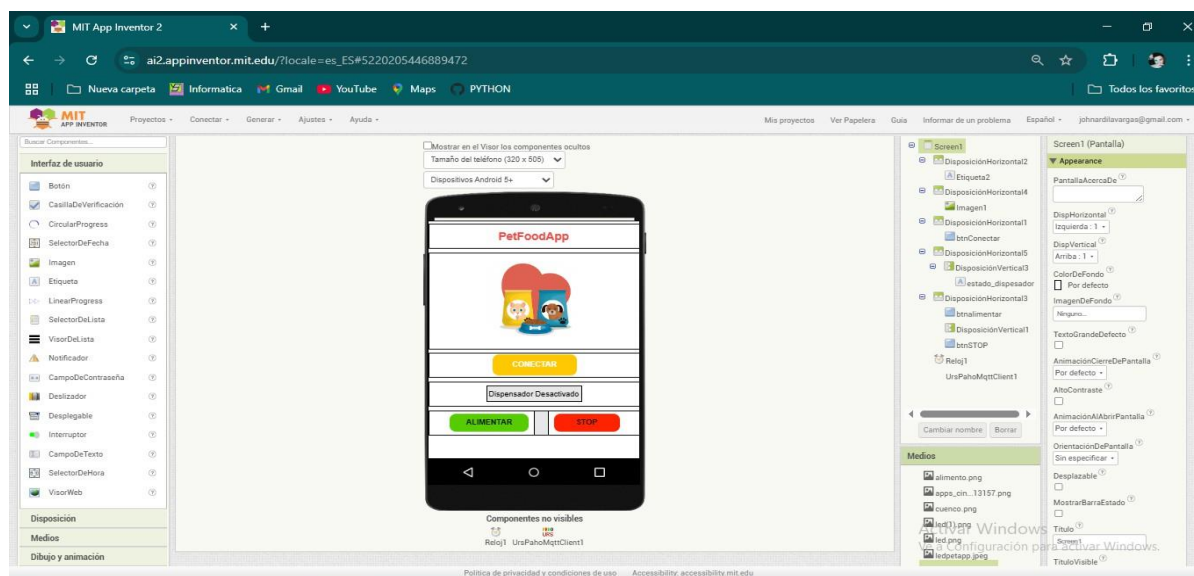 MIT App Inventor 2
ai2.appinventor.mit.edu/?locale=es_ES#5220205446889472
Nueva carpeta Informatica Gmail YouTube Maps PYTHON Todos los favoritos
MIT APP INVENTOR Proyectos Conectar Generar Ajustes Ayuda Mis proyectos Ver Papelera Guia Informar de un problema Español johnardilavargas@gmail.com
Buscar Componentes...
Interfaz de usuario
Botón
CasillaDeVerificación
CircularProgress
SelectorDeFecha
Imagen
Etiqueta
LinearProgress
SelectorDeLista
VisorDeLista
Notificador
CampoDeContraseña
Deslizador
Desplegable
Interruptor
CampoDeTexto
SelectorDeHora
VisorWeb
Disposición
Medios
Dibujo y animación
Mostrar en el Visor los componentes ocultos
Tamaño del teléfono (320 x 505)
Dispositivos Android 5+
PetFoodApp
CONECTAR
Dispensador Desactivado
ALIMENTAR STOP
Componentes no visibles
Reloj1 UrsPahoMqttClient1
Política de privacidad y condiciones de uso Accessibility: accessibility.mit.edu
Screen1
DisposiciónHorizontal2
Etiqueta2
DisposiciónHorizontal4
Imagen1
DisposiciónHorizontal1
btnConectar
DisposiciónHorizontal5
DisposiciónVertical3
estado_dispesador
DisposiciónHorizontal3
btnalimentar
DisposiciónVertical1
btnSTOP
Reloj1
UrsPahoMqttClient1
Cambiar nombre Borrar
Medios
alimento.png
apps_cin...13157.png
cuenco.png
led(1).png
led.png
ledpetapp.jpeg
Screen1 (Pantalla)
Appearance
PantallaAcercaDe
DispHorizontal
Izquierda : 1
DispVertical
Arriba : 1
ColorDeFondo
Por defecto
ImagenDeFondo
Ninguno...
TextoGrandeDefecto
AnimaciónCierreDePantalla
Por defecto
AltoContraste
AnimaciónAlAbrirPantalla
Por defecto
OrientaciónDePantalla
Sin especificar
Desplazable
MostrarBarraEstado
Título
Screen1
TítuloVisible
Activar Windows
Ve a Configuración para activar Windows.